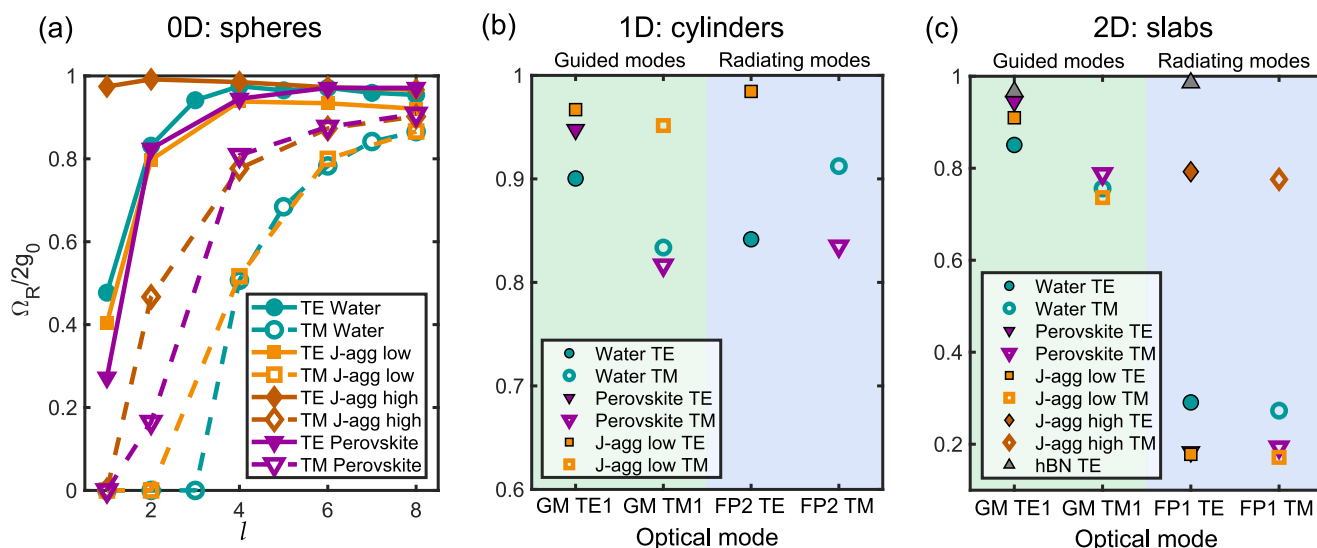 (a) 0D: spheres
Ω_R/2g_0
1
0.8
0.6
0.4
0.2
0
2 4 6 8
l
TE Water
TM Water
TE J-agg low
TM J-agg low
TE J-agg high
TM J-agg high
TE Perovskite
TM Perovskite
(b) 1D: cylinders
Guided modes Radiating modes
1
0.9
0.8
0.7
0.6
Water TE
Water TM
Perovskite TE
Perovskite TM
J-agg low TE
J-agg low TM
GM TE1 GM TM1 FP2 TE FP2 TM
Optical mode
(c) 2D: slabs
Guided modes Radiating modes
1
0.8
0.6
0.4
0.2
Water TE
Water TM
Perovskite TE
Perovskite TM
J-agg low TE
J-agg low TM
J-agg high TE
J-agg high TM
hBN TE
GM TE1 GM TM1 FP1 TE FP1 TM
Optical mode